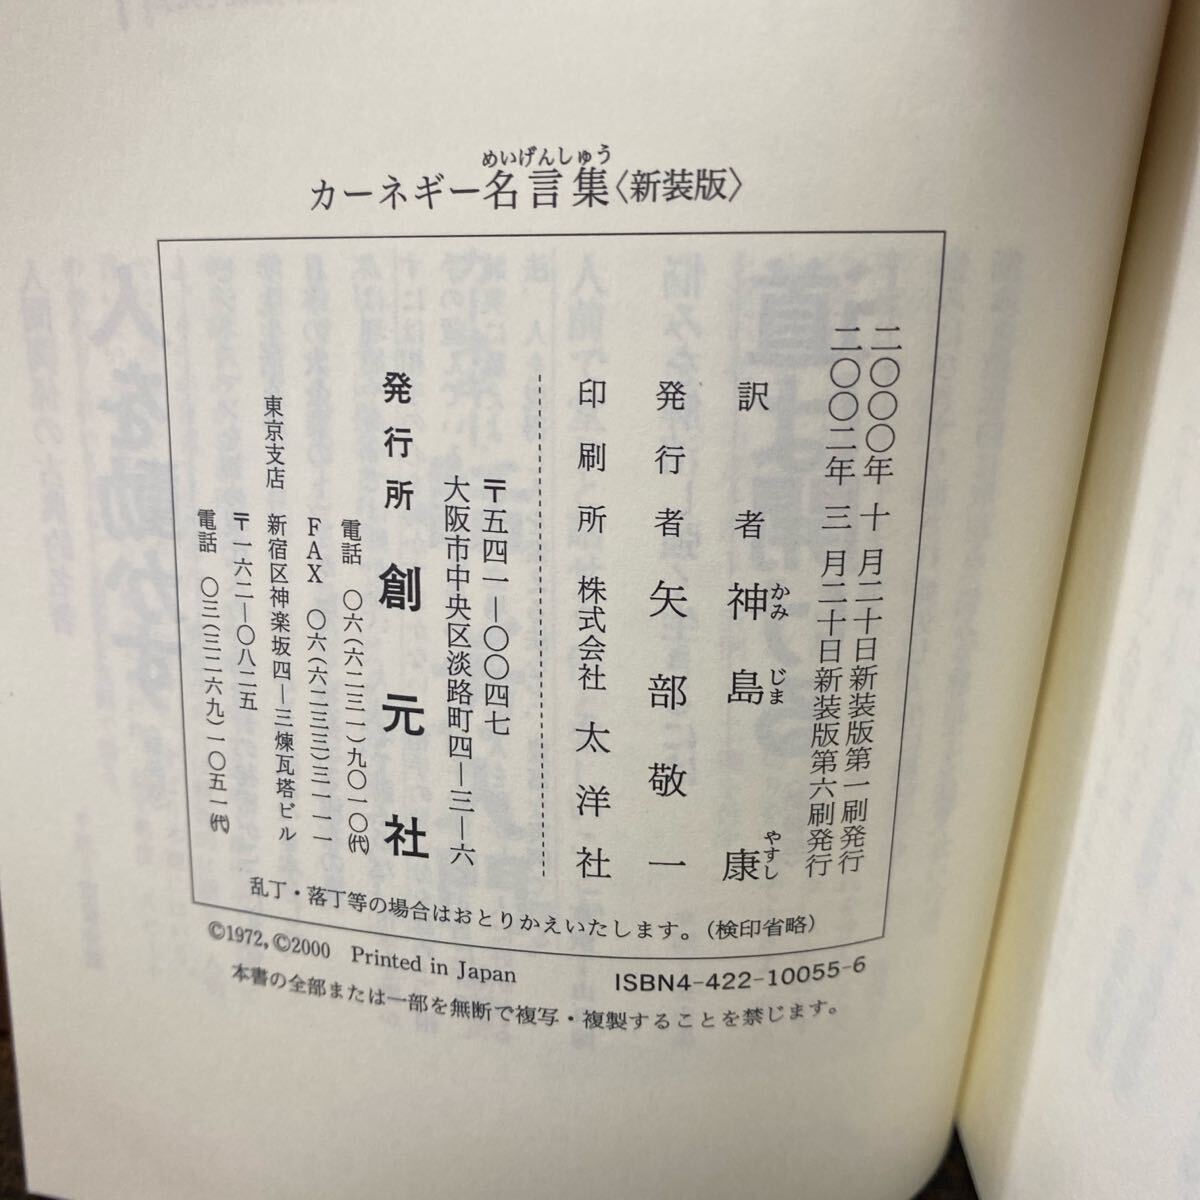 めいげんしゅう
カーネギー名言集〈新装版〉
二〇〇〇年 十 月二十日新装版第一刷発行
二〇〇二年 三 月二十日新装版第六刷発行
訳者 神島 康
かみ じま やすし
発行者 矢部敬一
印刷所 株式会社 太洋社
〒五四一―〇〇四七
大阪市中央区淡路町四―三―六
発行所 創元社
電話 〇六(六二三一)九〇一〇(代)
FAX 〇六(六二三三)三一一一
東京支店 新宿区神楽坂四―三煉瓦塔ビル
〒一六二―〇八二五
電話 〇三(三二六九)一〇五一(代)
乱丁・落丁等の場合はおとりかえいたします。(検印省略)
©1972, ©2000 Printed in Japan ISBN4-422-10055-6
本書の全部または一部を無断で複写・複製することを禁じます。